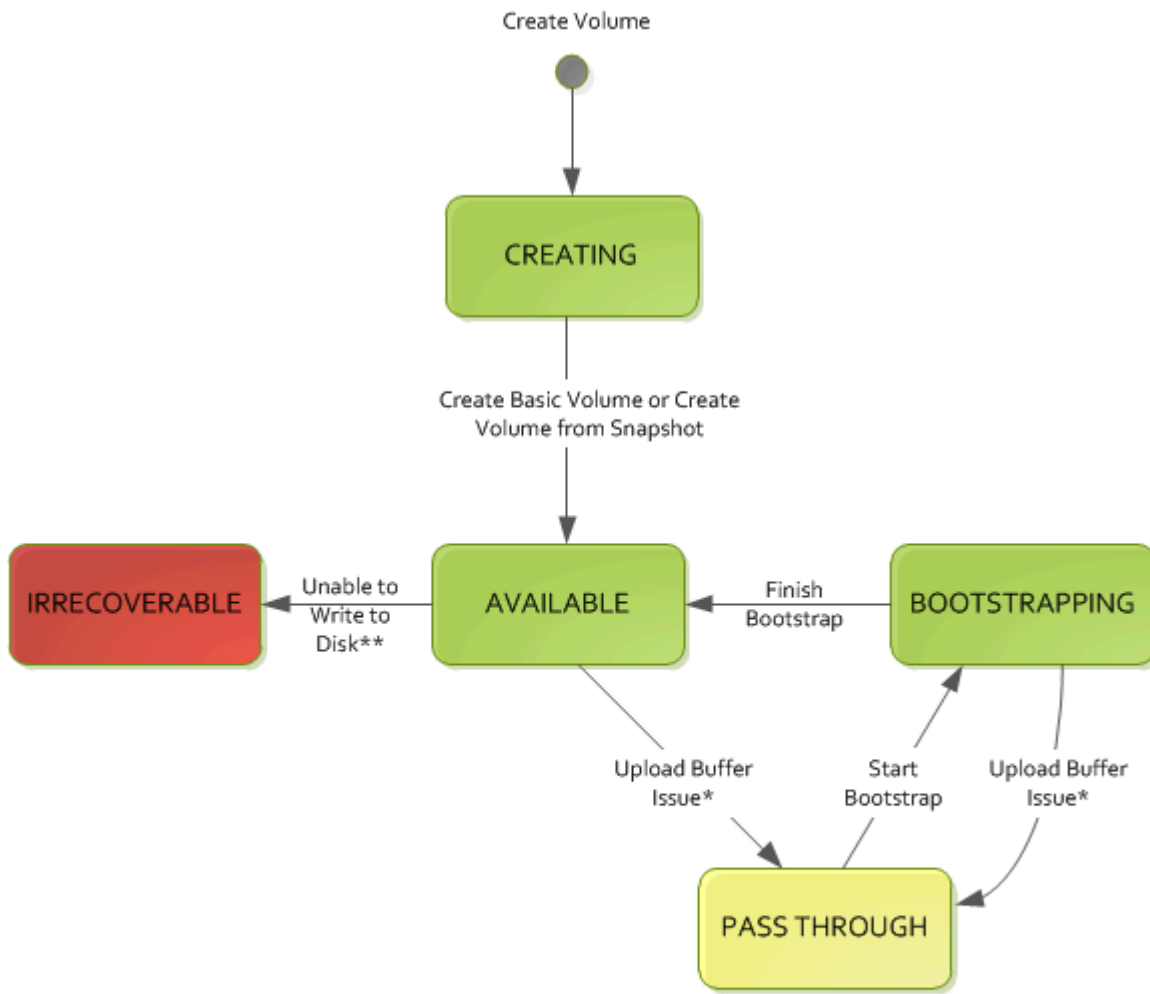 Create Volume
CREATING
Create Basic Volume or Create
Volume from Snapshot
IRRECOVERABLE
Unable to
Write to
Disk**
AVAILABLE
Finish
Bootstrap
BOOTSTRAPPING
Upload Buffer
Issue*
Start
Bootstrap
Upload Buffer
Issue*
PASS THROUGH